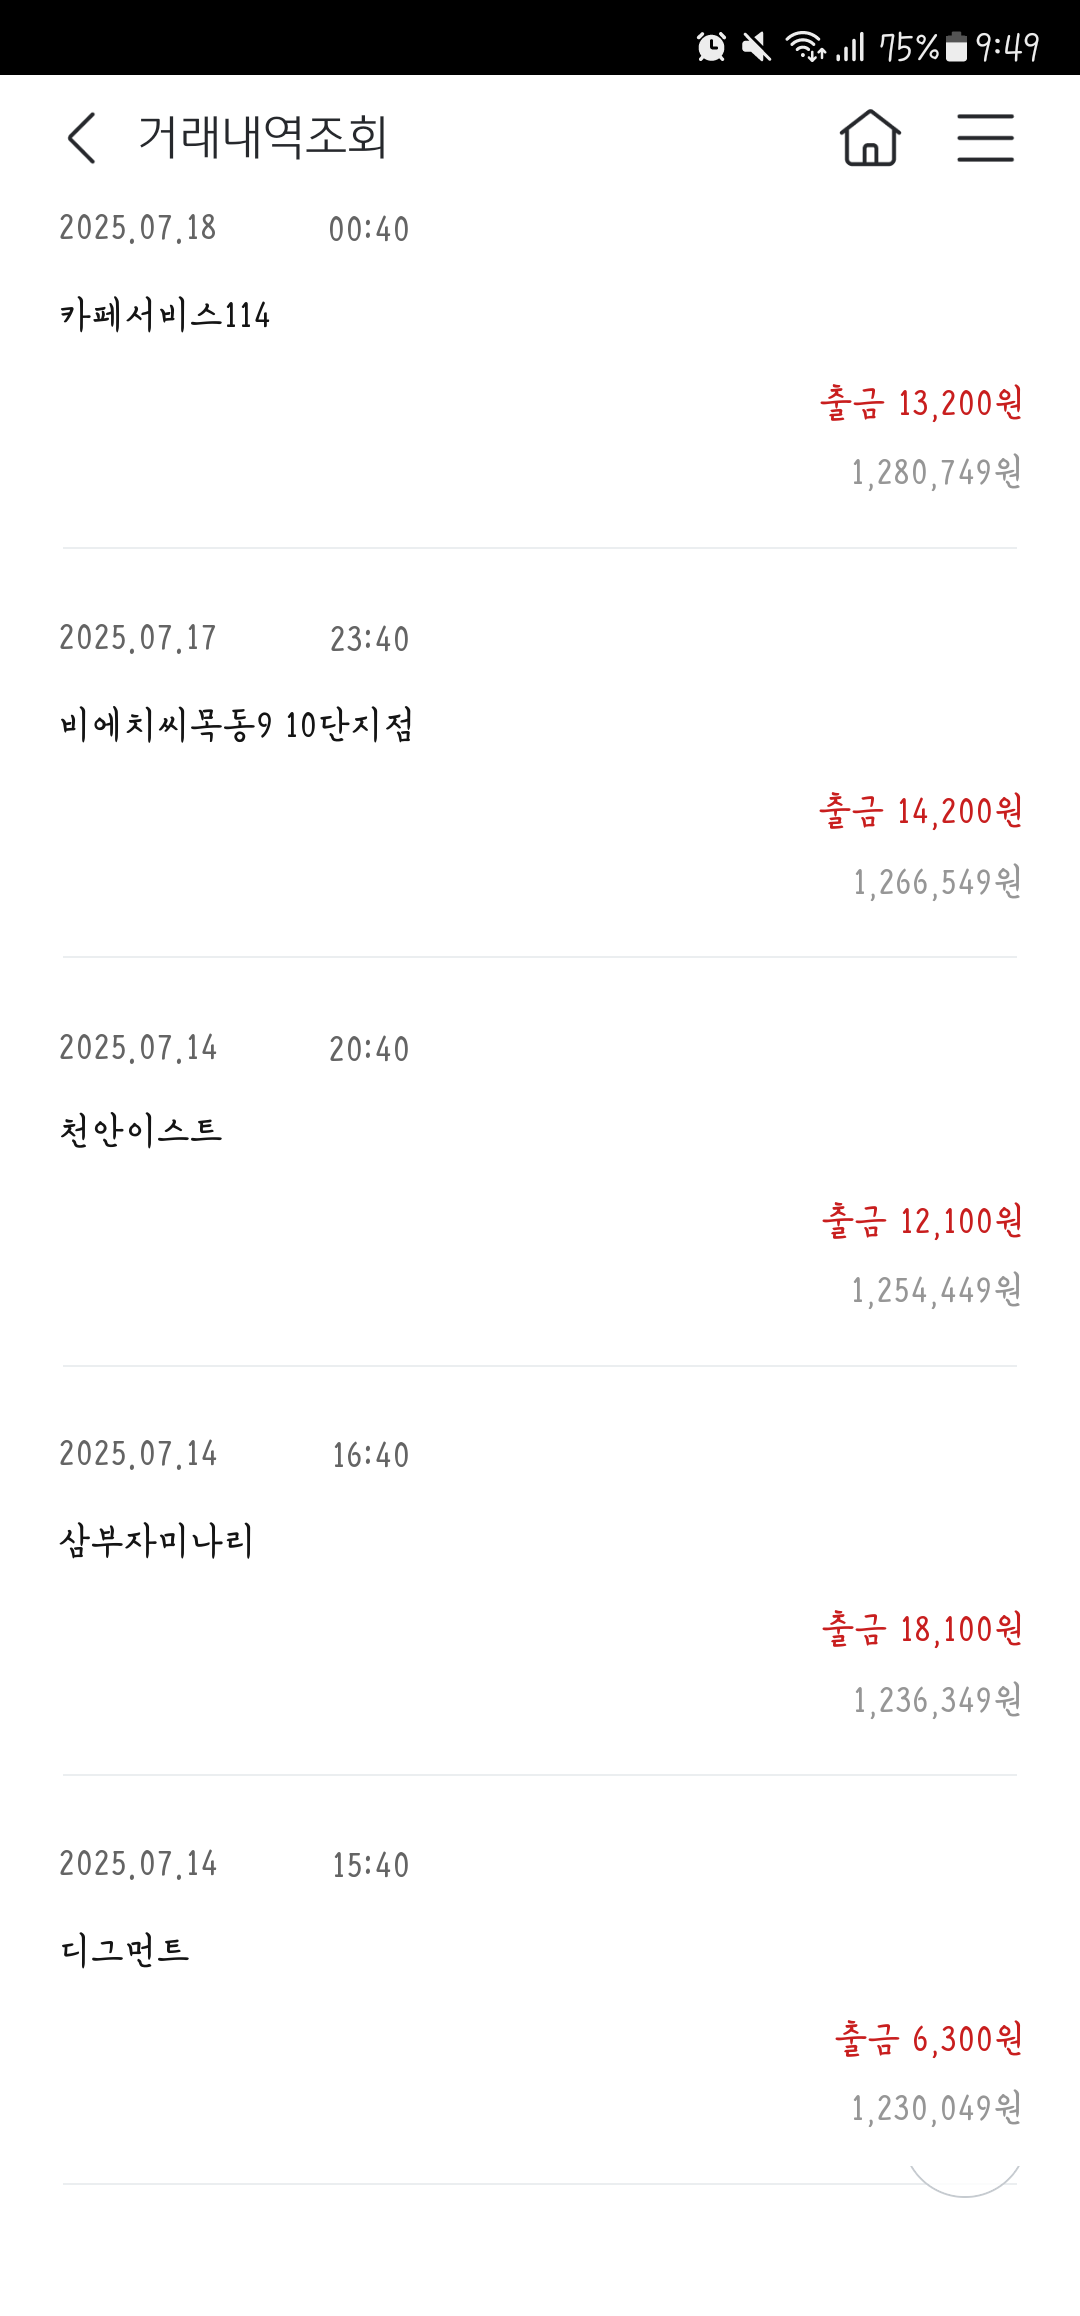 75% 9:49
거래내역조회
2025.07.18 00:40
카페서비스114
출금 13,200원
1,280,749원
2025.07.17 23:40
비에치씨목동9 10단지점
출금 14,200원
1,266,549원
2025.07.14 20:40
천안이스트
출금 12,100원
1,254,449원
2025.07.14 16:40
삼부자미나리
출금 18,100원
1,236,349원
2025.07.14 15:40
디그먼트
출금 6,300원
1,230,049원